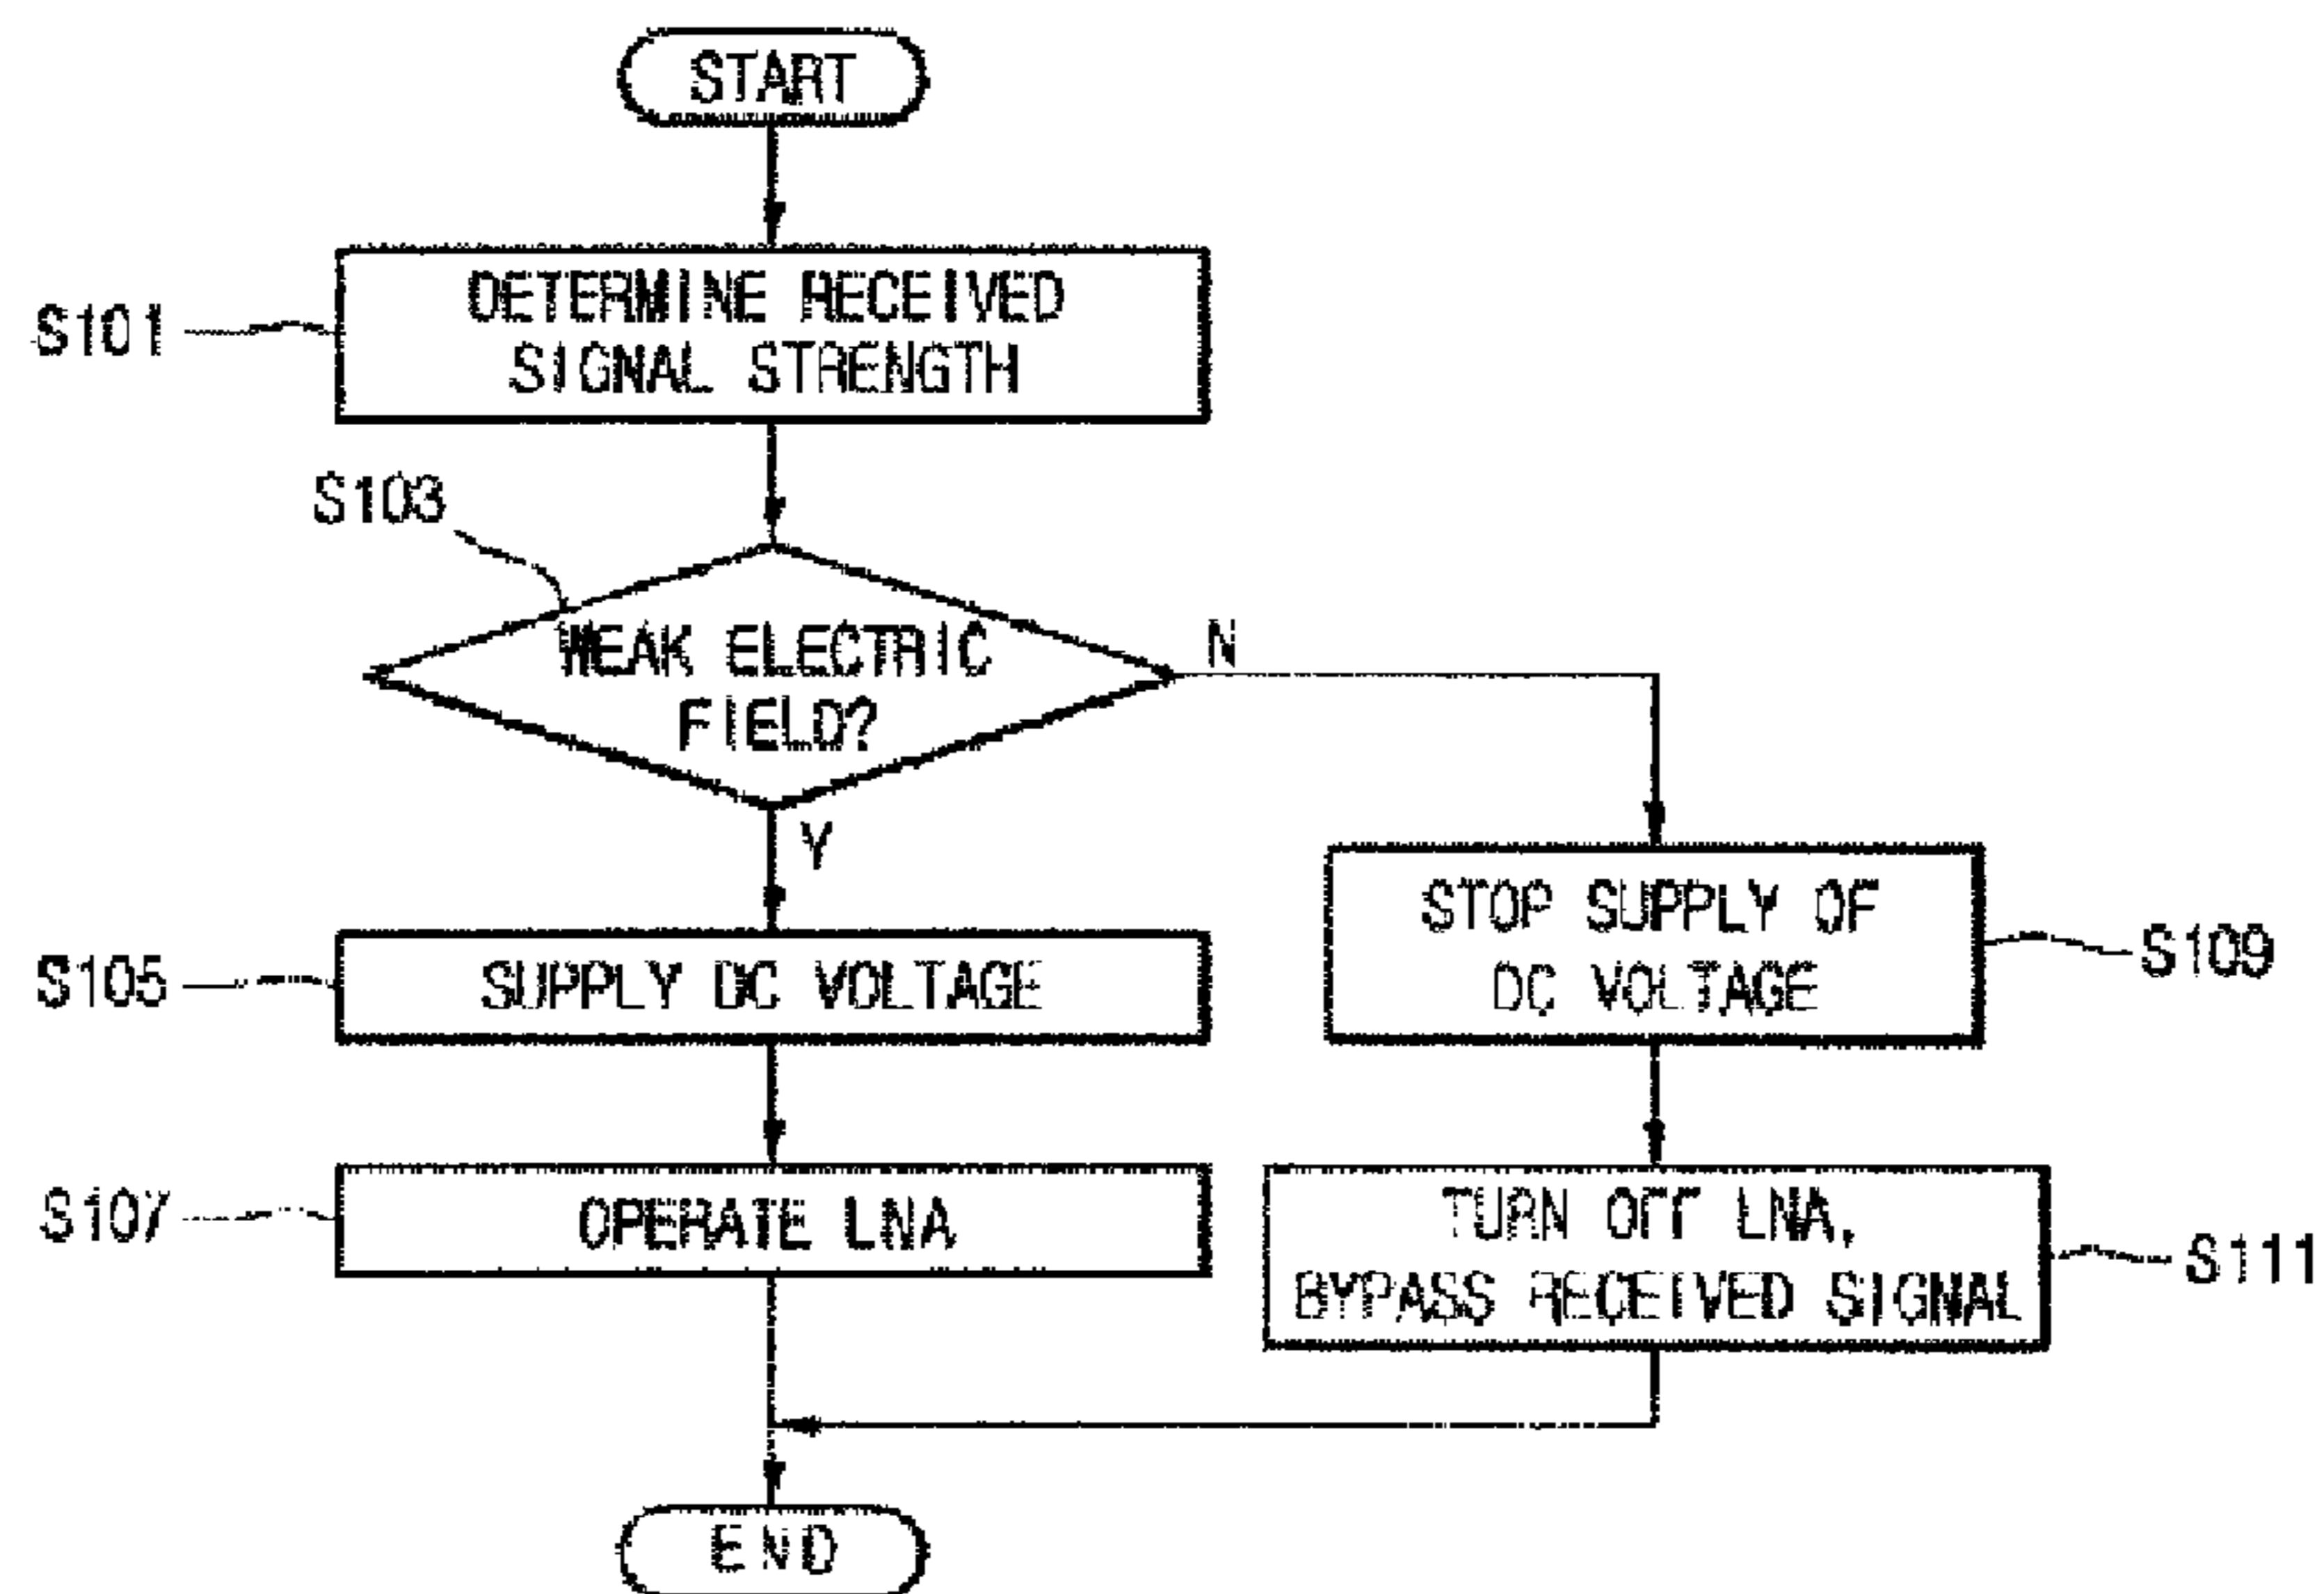 START
S101
DETERMINE RECEIVED
SIGNAL STRENGTH
S103
WEAK ELECTRIC
FIELD?
N
Y
S105
SUPPLY DC VOLTAGE
STOP SUPPLY OF
DC VOLTAGE
S109
S107
OPERATE LNA
TURN OFF LNA,
BYPASS RECEIVED SIGNAL
S111
END